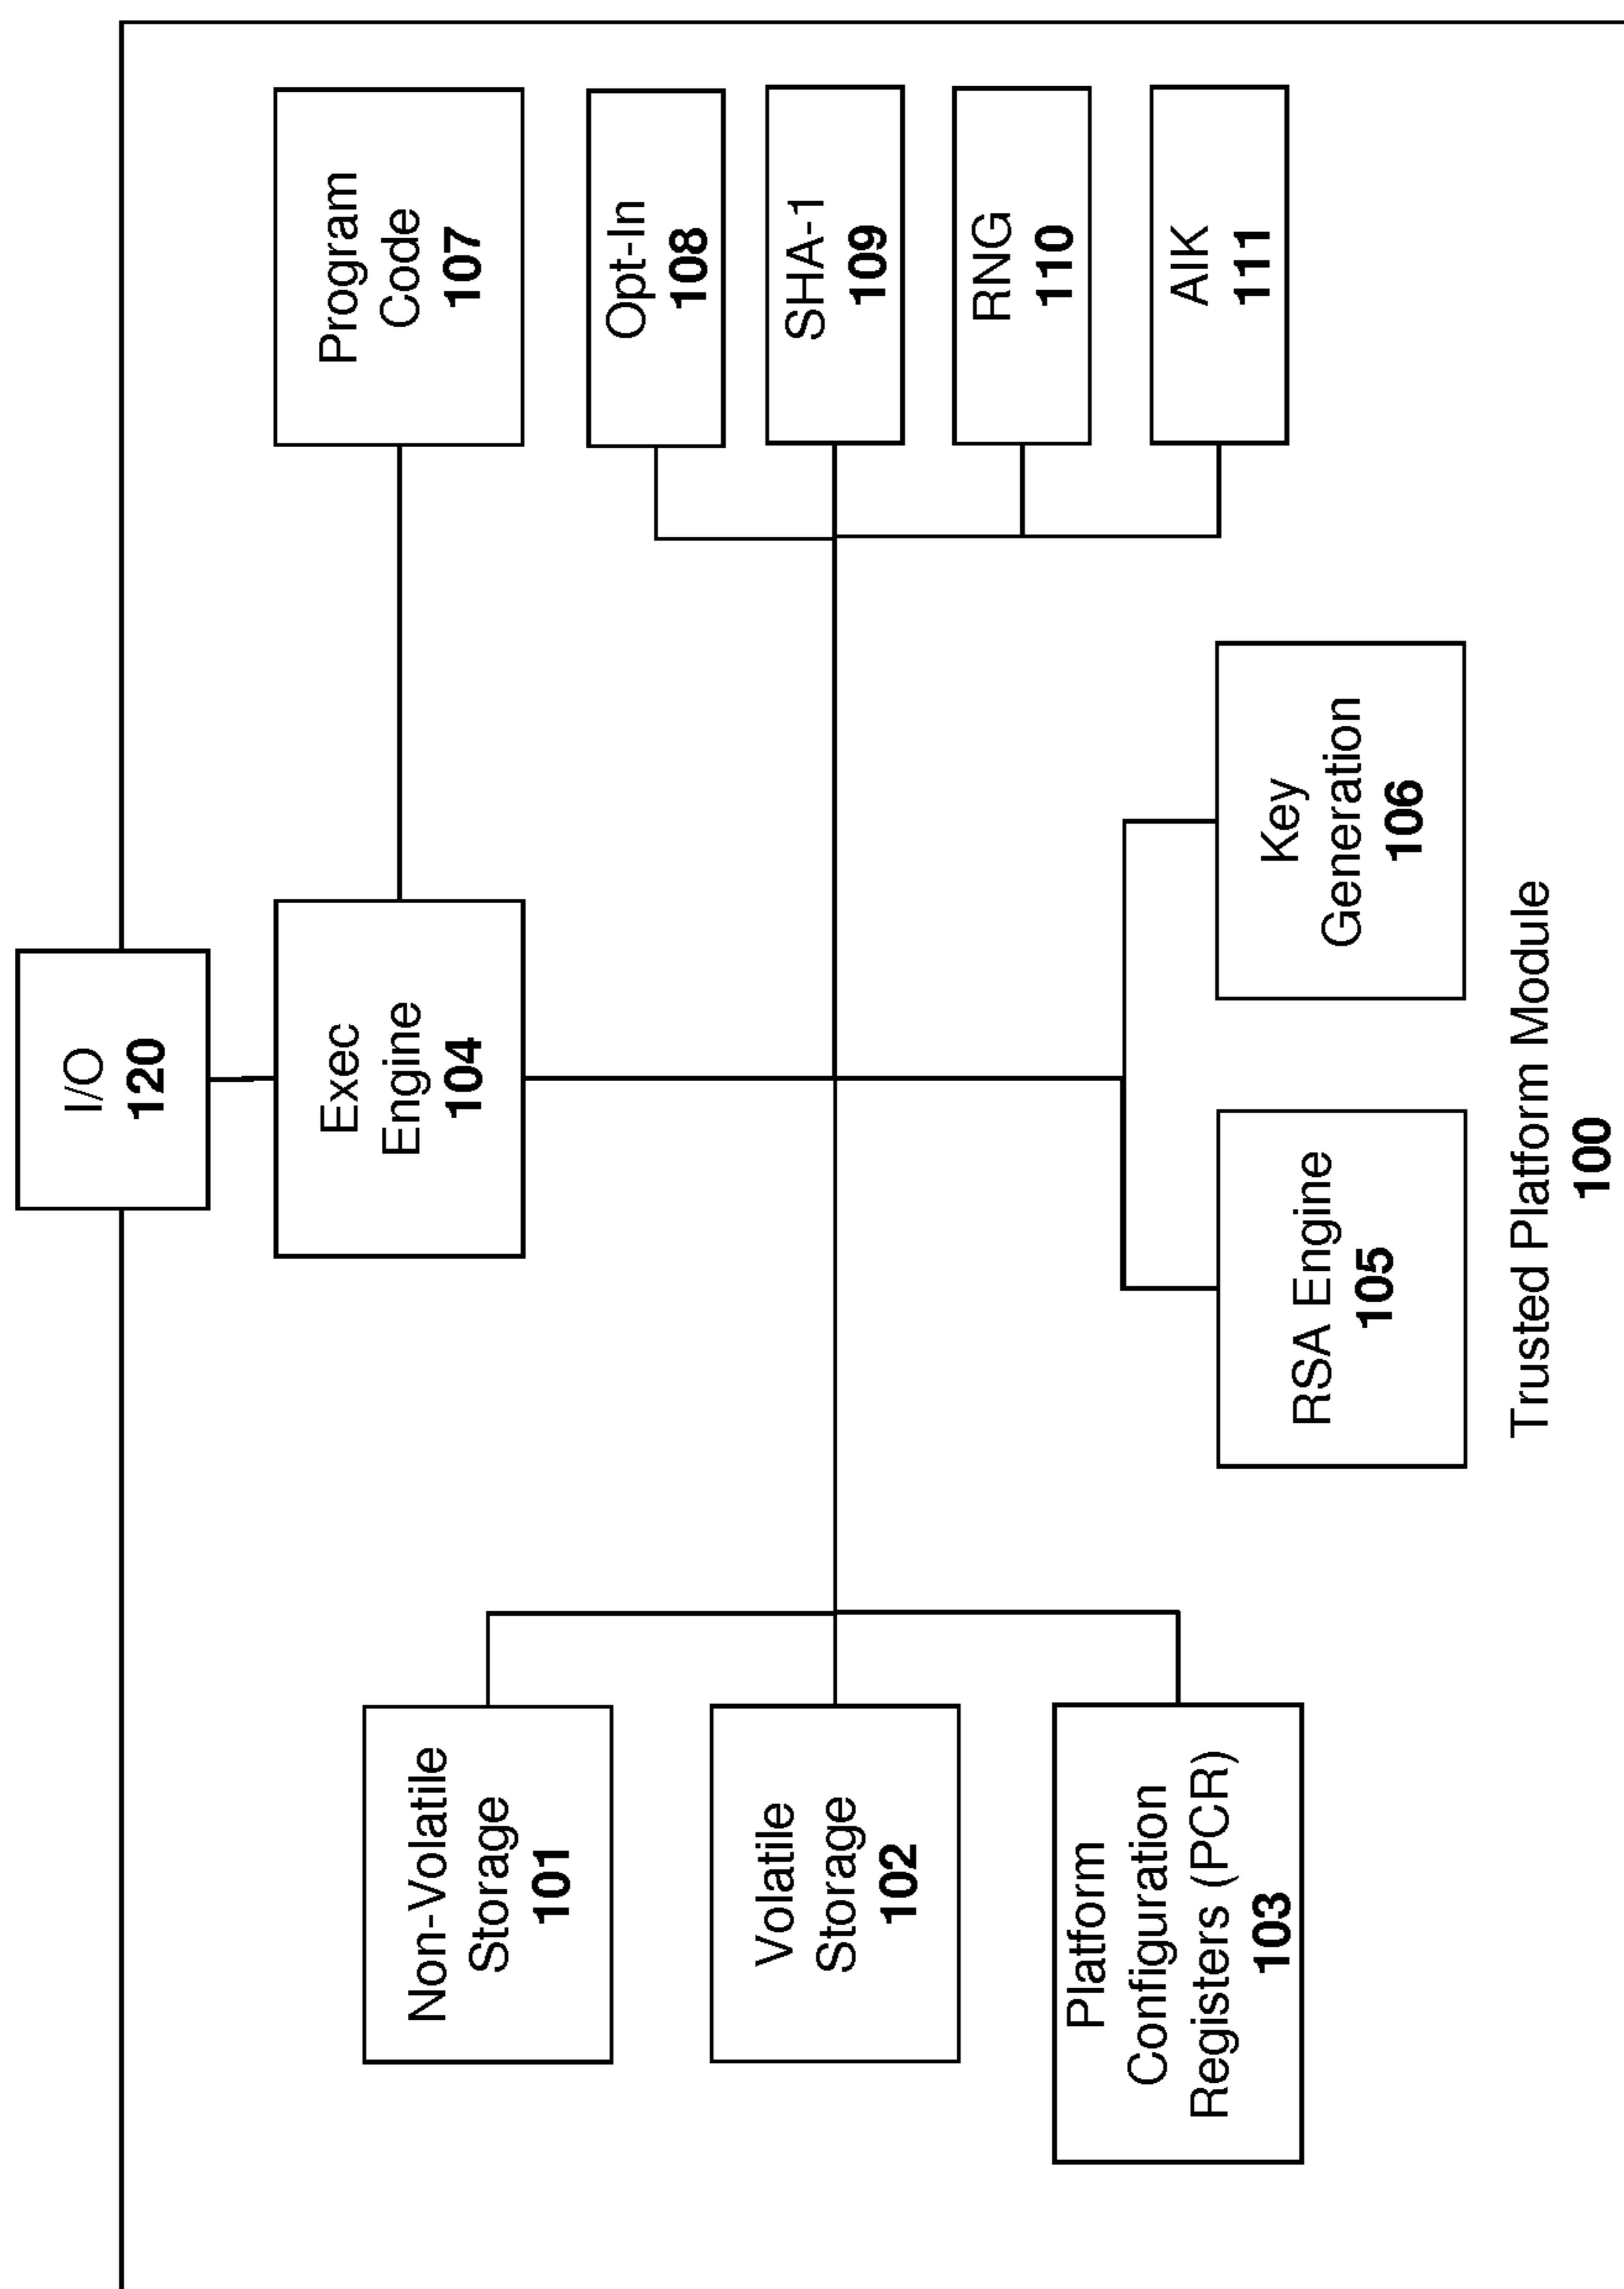 I/O
120
Exec
Engine
104
Program
Code
107
Non-Volatile
Storage
101
Volatile
Storage
102
Platform
Configuration
Registers (PCR)
103
Opt-In
108
SHA-1
109
RNG
110
AIK
111
RSA Engine
105
Key
Generation
106
Trusted Platform Module
100